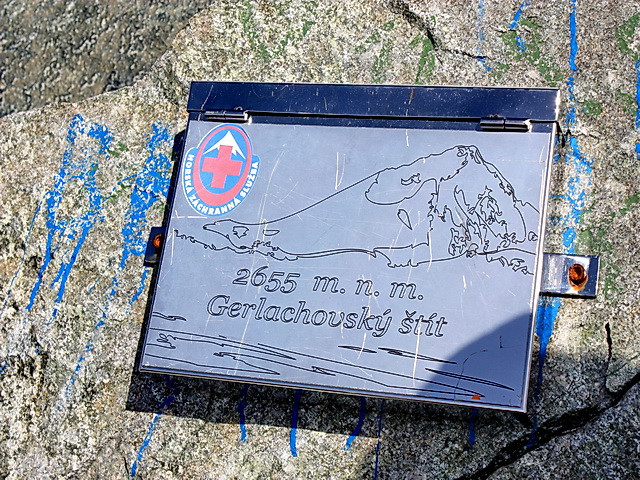 HORSKÁ ZÁCHRANNÁ SLUŽBA
2655 m. n. m.
Gerlachovský štít